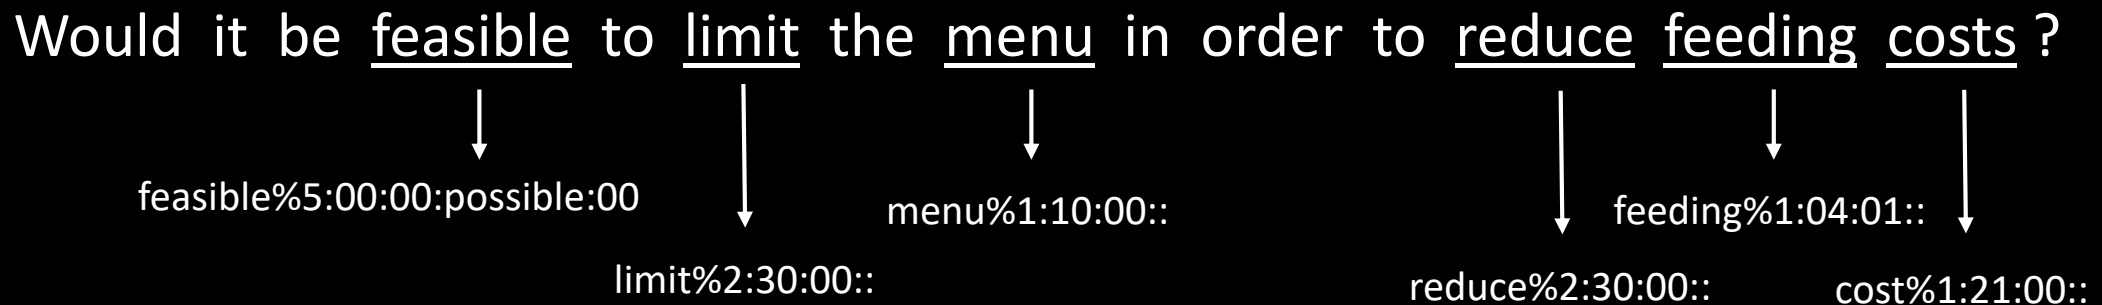 Would it be feasible to limit the menu in order to reduce feeding costs ?
feasible%5:00:00:possible:00
menu%1:10:00::
feeding%1:04:01::
limit%2:30:00::
reduce%2:30:00::
cost%1:21:00::